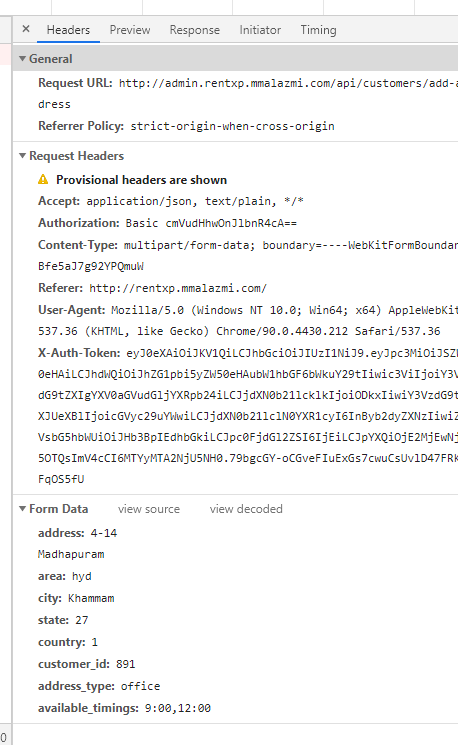 Headers Preview Response Initiator Timing
General
Request URL: http://admin.rentxp.mmalazmi.com/api/customers/add-a
dress
Referrer Policy: strict-origin-when-cross-origin
Request Headers
Provisional headers are shown
Accept: application/json, text/plain, */*
Authorization: Basic cmVudHhwOnJlbnR4cA==
Content-Type: multipart/form-data; boundary=----WebKitFormBoundar
Bfe5aJ7g92YPQmuW
Referer: http://rentxp.mmalazmi.com/
User-Agent: Mozilla/5.0 (Windows NT 10.0; Win64; x64) AppleWebKit
537.36 (KHTML, like Gecko) Chrome/90.0.4430.212 Safari/537.36
X-Auth-Token: eyJ0eXAiOiJKV1QiLCJhbGciOiJIUzI1NiJ9.eyJpc3MiOiJSZW
0eHAiLCJhdWQiOiJhZG1pbi5yZW50eHAubW1hbGF6bWkuY29tIiwic3ViIjoiY3V
dG9tZXIgYXV0aGVudGljYXRpb24iLCJjdXN0b21lcklkIjoiODkxIiwiY3VzdG9t
XJUeXBlIjoicGVyc29uYWwiLCJjdXN0b21lclN0YXR1cyI6InByb2dyZXNzIiwiZ
VsbG5hbWUiOiJHb3BpIEdhbGkiLCJpc0FjdGl2ZSI6IjEiLCJpYXQiOjE2MjEwNj
5OTQsImV4cCI6MTYyMTA2NjU5NH0.79bgcGY-oCGveFIuExGs7cwuCsUvlD47FRK
FqOS5fU
Form Data view source view decoded
address: 4-14
Madhapuram
area: hyd
city: Khammam
state: 27
country: 1
customer_id: 891
address_type: office
available_timings: 9:00,12:00
0